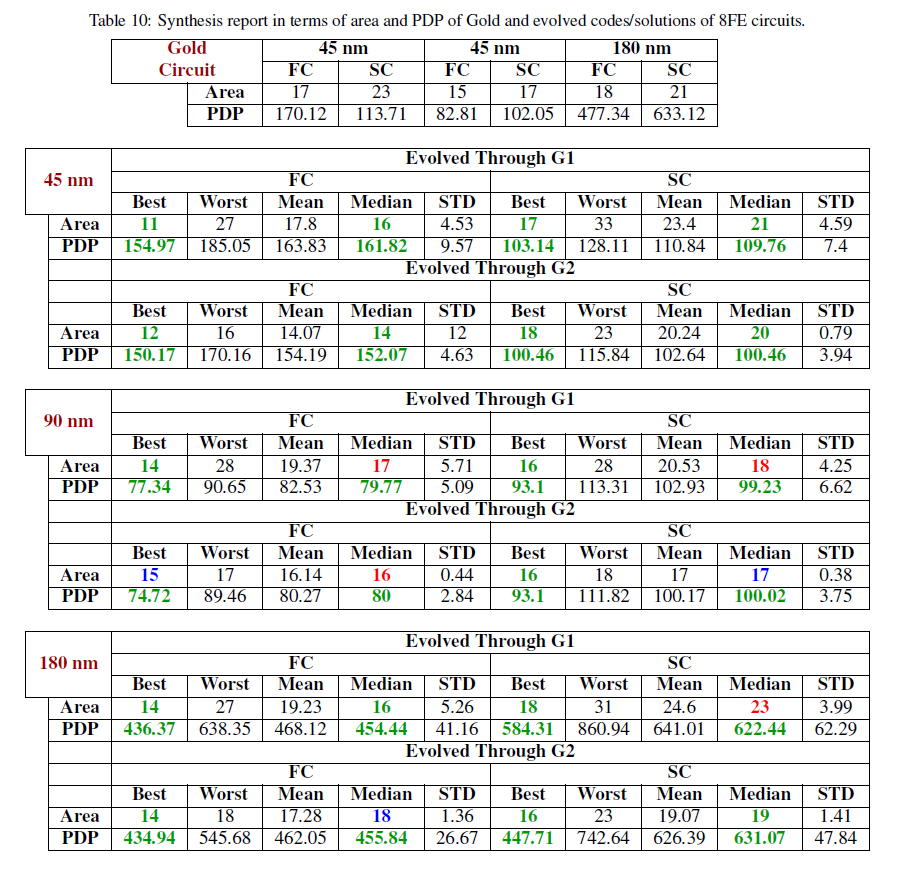 Table 10: Synthesis report in terms of area and PDP of Gold and evolved codes/solutions of 8FE circuits.
Gold 45 nm 45 nm 180 nm
Circuit FC SC FC SC FC SC
Area 17 23 15 17 18 21
PDP 170.12 113.71 82.81 102.05 477.34 633.12
Evolved Through G1
45 nm FC SC
Best Worst Mean Median STD Best Worst Mean Median STD
Area 11 27 17.8 16 4.53 17 33 23.4 21 4.59
PDP 154.97 185.05 163.83 161.82 9.57 103.14 128.11 110.84 109.76 7.4
Evolved Through G2
FC SC
Best Worst Mean Median STD Best Worst Mean Median STD
Area 12 16 14.07 14 12 18 23 20.24 20 0.79
PDP 150.17 170.16 154.19 152.07 4.63 100.46 115.84 102.64 100.46 3.94
Evolved Through G1
90 nm FC SC
Best Worst Mean Median STD Best Worst Mean Median STD
Area 14 28 19.37 17 5.71 16 28 20.53 18 4.25
PDP 77.34 90.65 82.53 79.77 5.09 93.1 113.31 102.93 99.23 6.62
Evolved Through G2
FC SC
Best Worst Mean Median STD Best Worst Mean Median STD
Area 15 17 16.14 16 0.44 16 18 17 17 0.38
PDP 74.72 89.46 80.27 80 2.84 93.1 111.82 100.17 100.02 3.75
Evolved Through G1
180 nm FC SC
Best Worst Mean Median STD Best Worst Mean Median STD
Area 14 27 19.23 16 5.26 18 31 24.6 23 3.99
PDP 436.37 638.35 468.12 454.44 41.16 584.31 860.94 641.01 622.44 62.29
Evolved Through G2
FC SC
Best Worst Mean Median STD Best Worst Mean Median STD
Area 14 18 17.28 18 1.36 16 23 19.07 19 1.41
PDP 434.94 545.68 462.05 455.84 26.67 447.71 742.64 626.39 631.07 47.84